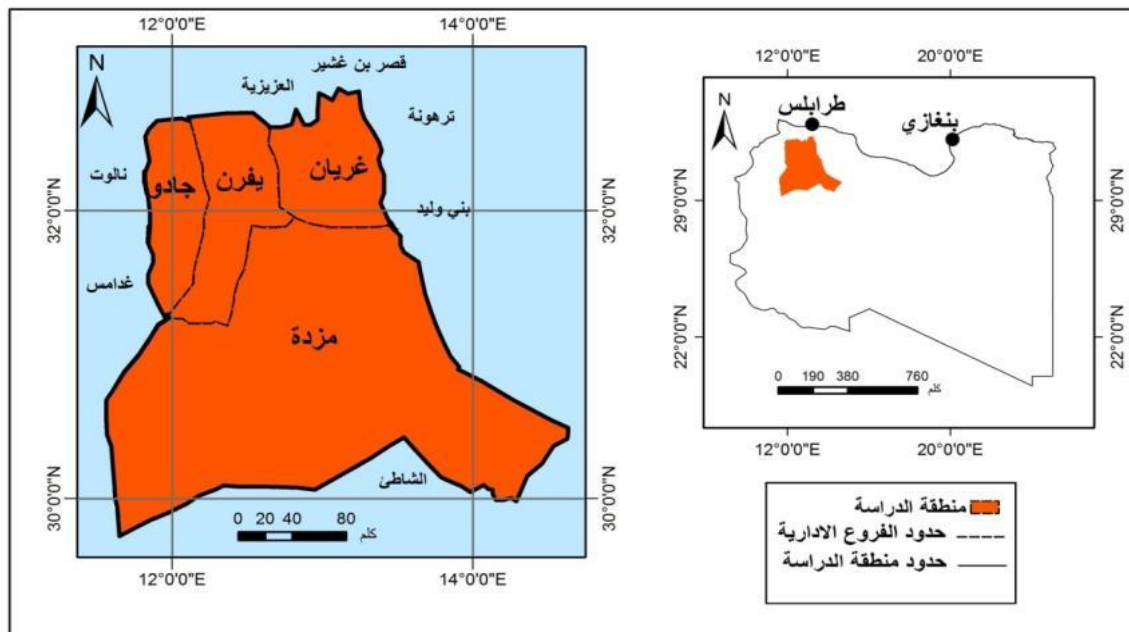 12°0'0"E 14°0'0"E
N
قصر بن غشير
العزيزية
ترهونة
نالوت
جادو
يفرن
غريان
32°0'0"N
32°0'0"N
بني وليد
غدامس
مزدة
الشاطئ
30°0'0"N
30°0'0"N
0 20 40 80
كلم
12°0'0"E 14°0'0"E
12°0'0"E 20°0'0"E
N
طرابلس
بنغازي
29°0'0"N
29°0'0"N
22°0'0"N
22°0'0"N
0 190 380 760
كلم
12°0'0"E 20°0'0"E
منطقة الدراسة
حدود الفروع الادارية
حدود منطقة الدراسة